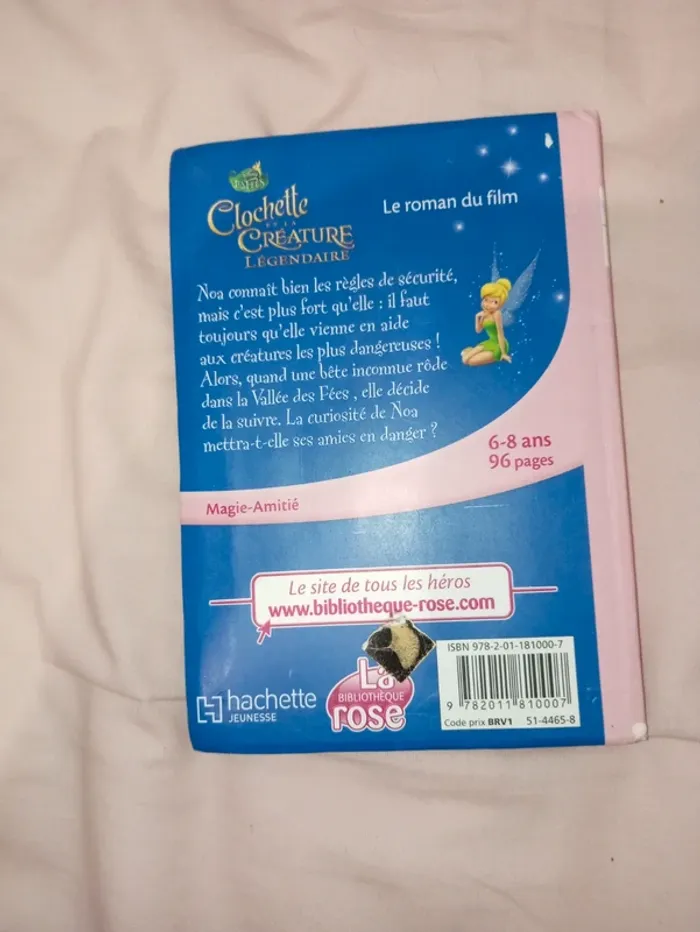 Clochette
ET LA
CRÉATURE
LÉGENDAIRE
Le roman du film
Noa connaît bien les règles de sécurité,
mais c'est plus fort qu'elle : il faut
toujours qu'elle vienne en aide
aux créatures les plus dangereuses !
Alors, quand une bête inconnue rôde
dans la Vallée des Fées , elle décide
de la suivre. La curiosité de Noa
mettra-t-elle ses amies en danger ?
6-8 ans
96 pages
Magie-Amitié
Le site de tous les héros
www.bibliotheque-rose.com
hachette
JEUNESSE
La
BIBLIOTHÈQUE
rose
ISBN 978-2-01-181000-7
9 782011 810007
Code prix BRV1 51-4465-8